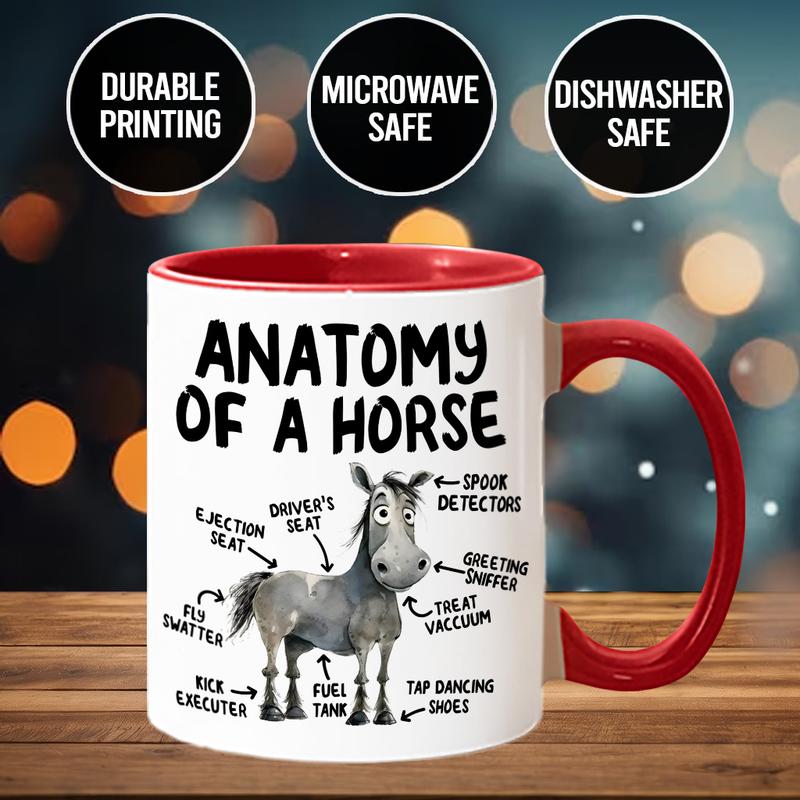 DURABLE
PRINTING
MICROWAVE
SAFE
DISHWASHER
SAFE
ANATOMY
OF A HORSE
SPOOK
DETECTORS
DRIVER'S
SEAT
EJECTION
SEAT
GREETING
SNIFFER
FLY
SWATTER
TREAT
VACCUUM
KICK
EXECUTER
FUEL
TANK
TAP DANCING
SHOES